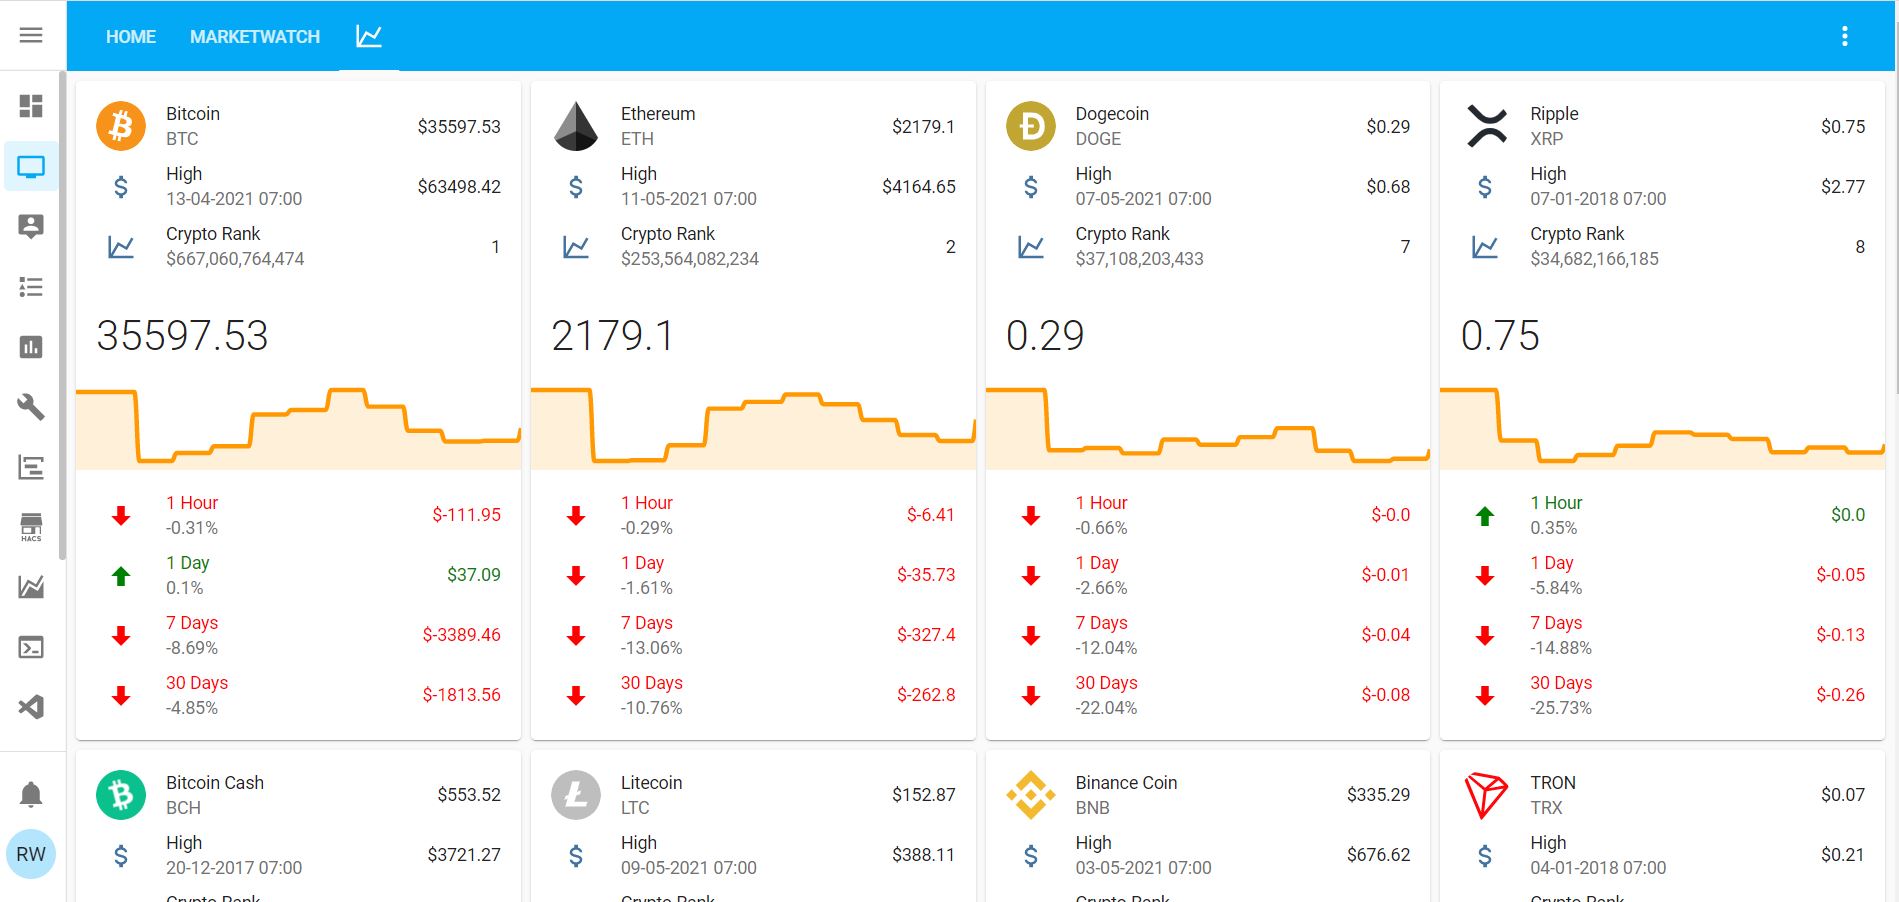 HOME MARKETWATCH
Bitcoin
BTC
$35597.53
High
13-04-2021 07:00
$63498.42
Crypto Rank
$667,060,764,474
1
35597.53
1 Hour
-0.31%
$-111.95
1 Day
0.1%
$37.09
7 Days
-8.69%
$-3389.46
30 Days
-4.85%
$-1813.56
Ethereum
ETH
$2179.1
High
11-05-2021 07:00
$4164.65
Crypto Rank
$253,564,082,234
2
2179.1
1 Hour
-0.29%
$-6.41
1 Day
-1.61%
$-35.73
7 Days
-13.06%
$-327.4
30 Days
-10.76%
$-262.8
Dogecoin
DOGE
$0.29
High
07-05-2021 07:00
$0.68
Crypto Rank
$37,108,203,433
7
0.29
1 Hour
-0.66%
$-0.0
1 Day
-2.66%
$-0.01
7 Days
-12.04%
$-0.04
30 Days
-22.04%
$-0.08
Ripple
XRP
$0.75
High
07-01-2018 07:00
$2.77
Crypto Rank
$34,682,166,185
8
0.75
1 Hour
0.35%
$0.0
1 Day
-5.84%
$-0.05
7 Days
-14.88%
$-0.13
30 Days
-25.73%
$-0.26
Bitcoin Cash
BCH
$553.52
High
20-12-2017 07:00
$3721.27
Crypto Rank
Litecoin
LTC
$152.87
High
09-05-2021 07:00
$388.11
Crypto Rank
Binance Coin
BNB
$335.29
High
03-05-2021 07:00
$676.62
Crypto Rank
TRON
TRX
$0.07
High
04-01-2018 07:00
$0.21
Crypto Rank
HACS
RW